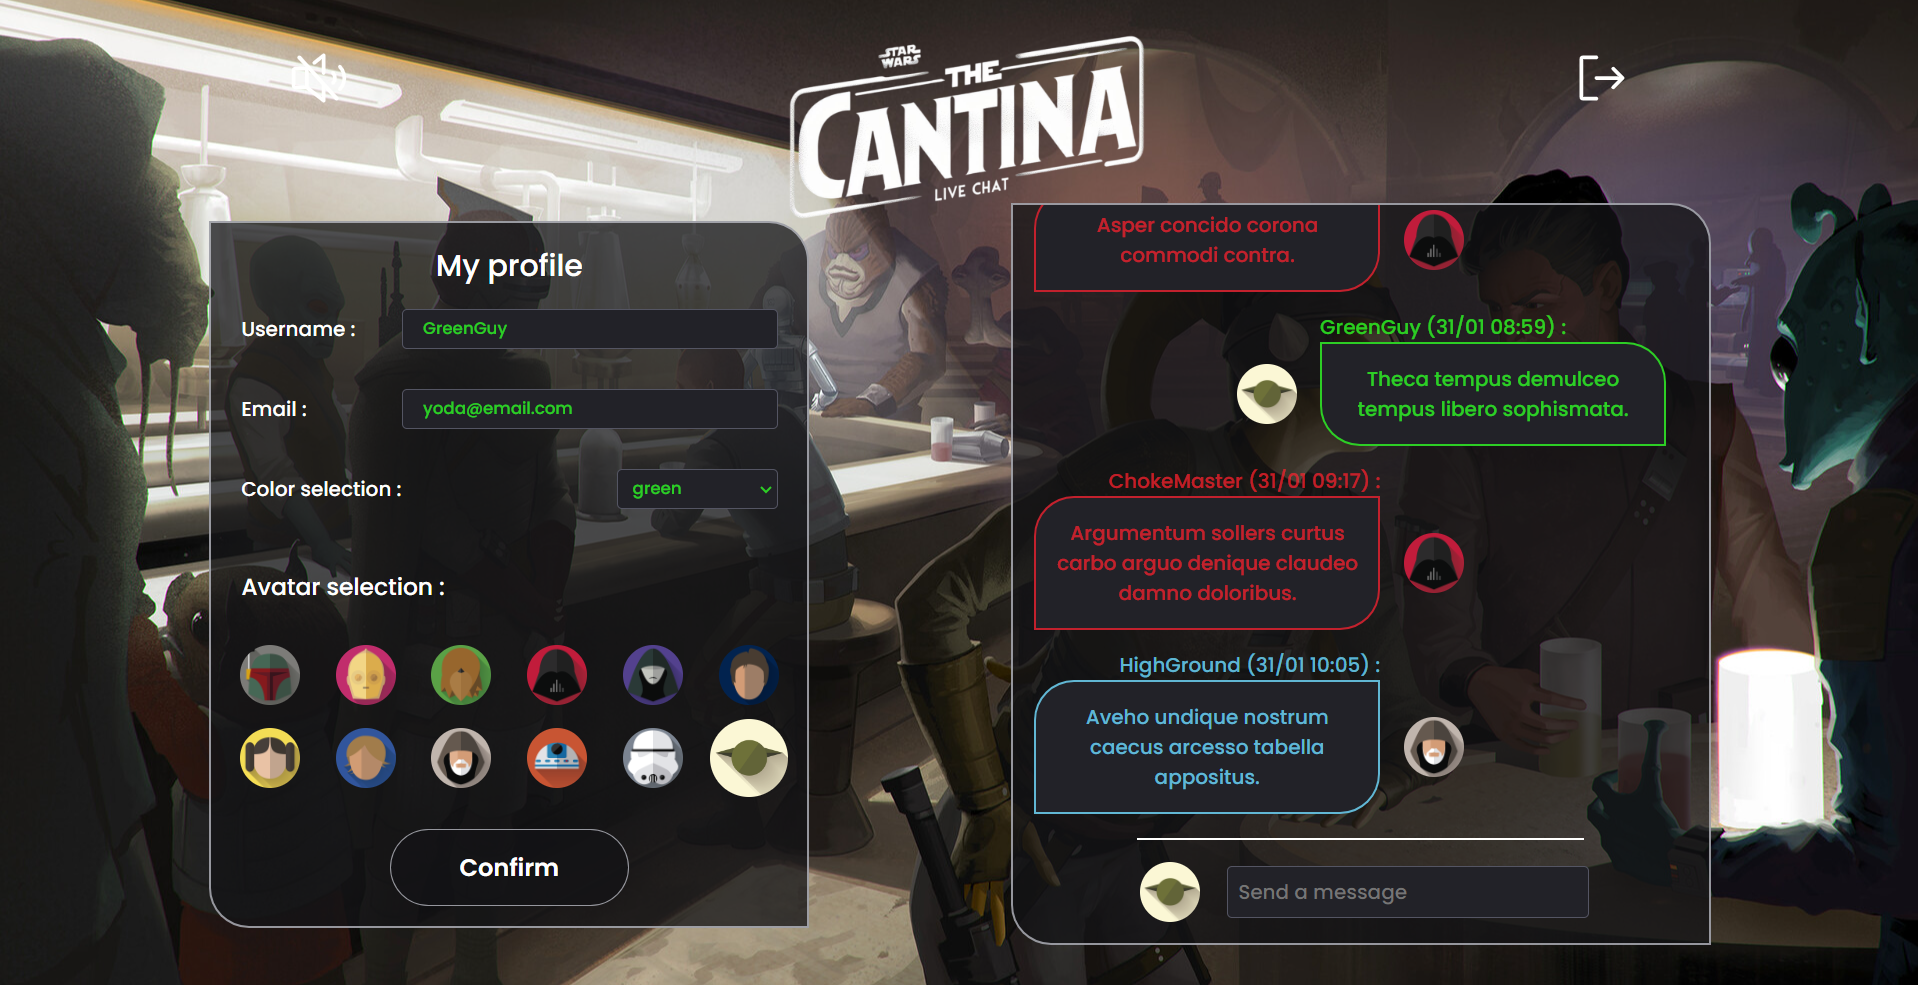 STAR
WARS
THE
CANTINA
LIVE CHAT
My profile
Username :
GreenGuy
Email :
yoda@email.com
Color selection :
green
Avatar selection :
Confirm
Asper concido corona
commodi contra.
GreenGuy (31/01 08:59) :
Theca tempus demulceo
tempus libero sophismata.
ChokeMaster (31/01 09:17) :
Argumentum sollers curtus
carbo arguo denique claudeo
damno doloribus.
HighGround (31/01 10:05) :
Aveho undique nostrum
caecus arcesso tabella
appositus.
Send a message